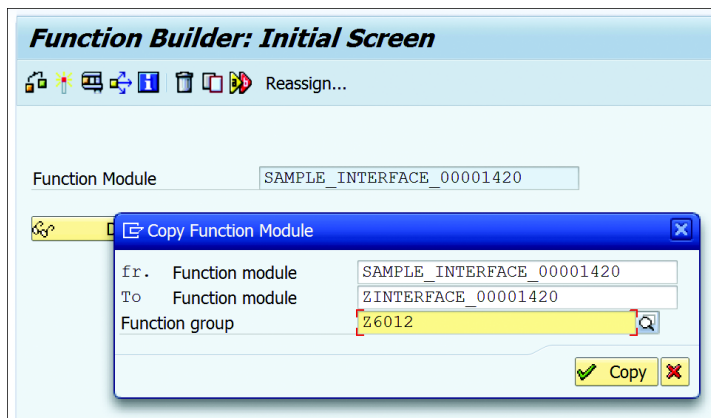 Function Builder: Initial Screen
Reassign...
Function Module SAMPLE_INTERFACE_00001420
D
Copy Function Module
fr. Function module SAMPLE_INTERFACE_00001420
To Function module ZINTERFACE_00001420
Function group Z6012
Copy